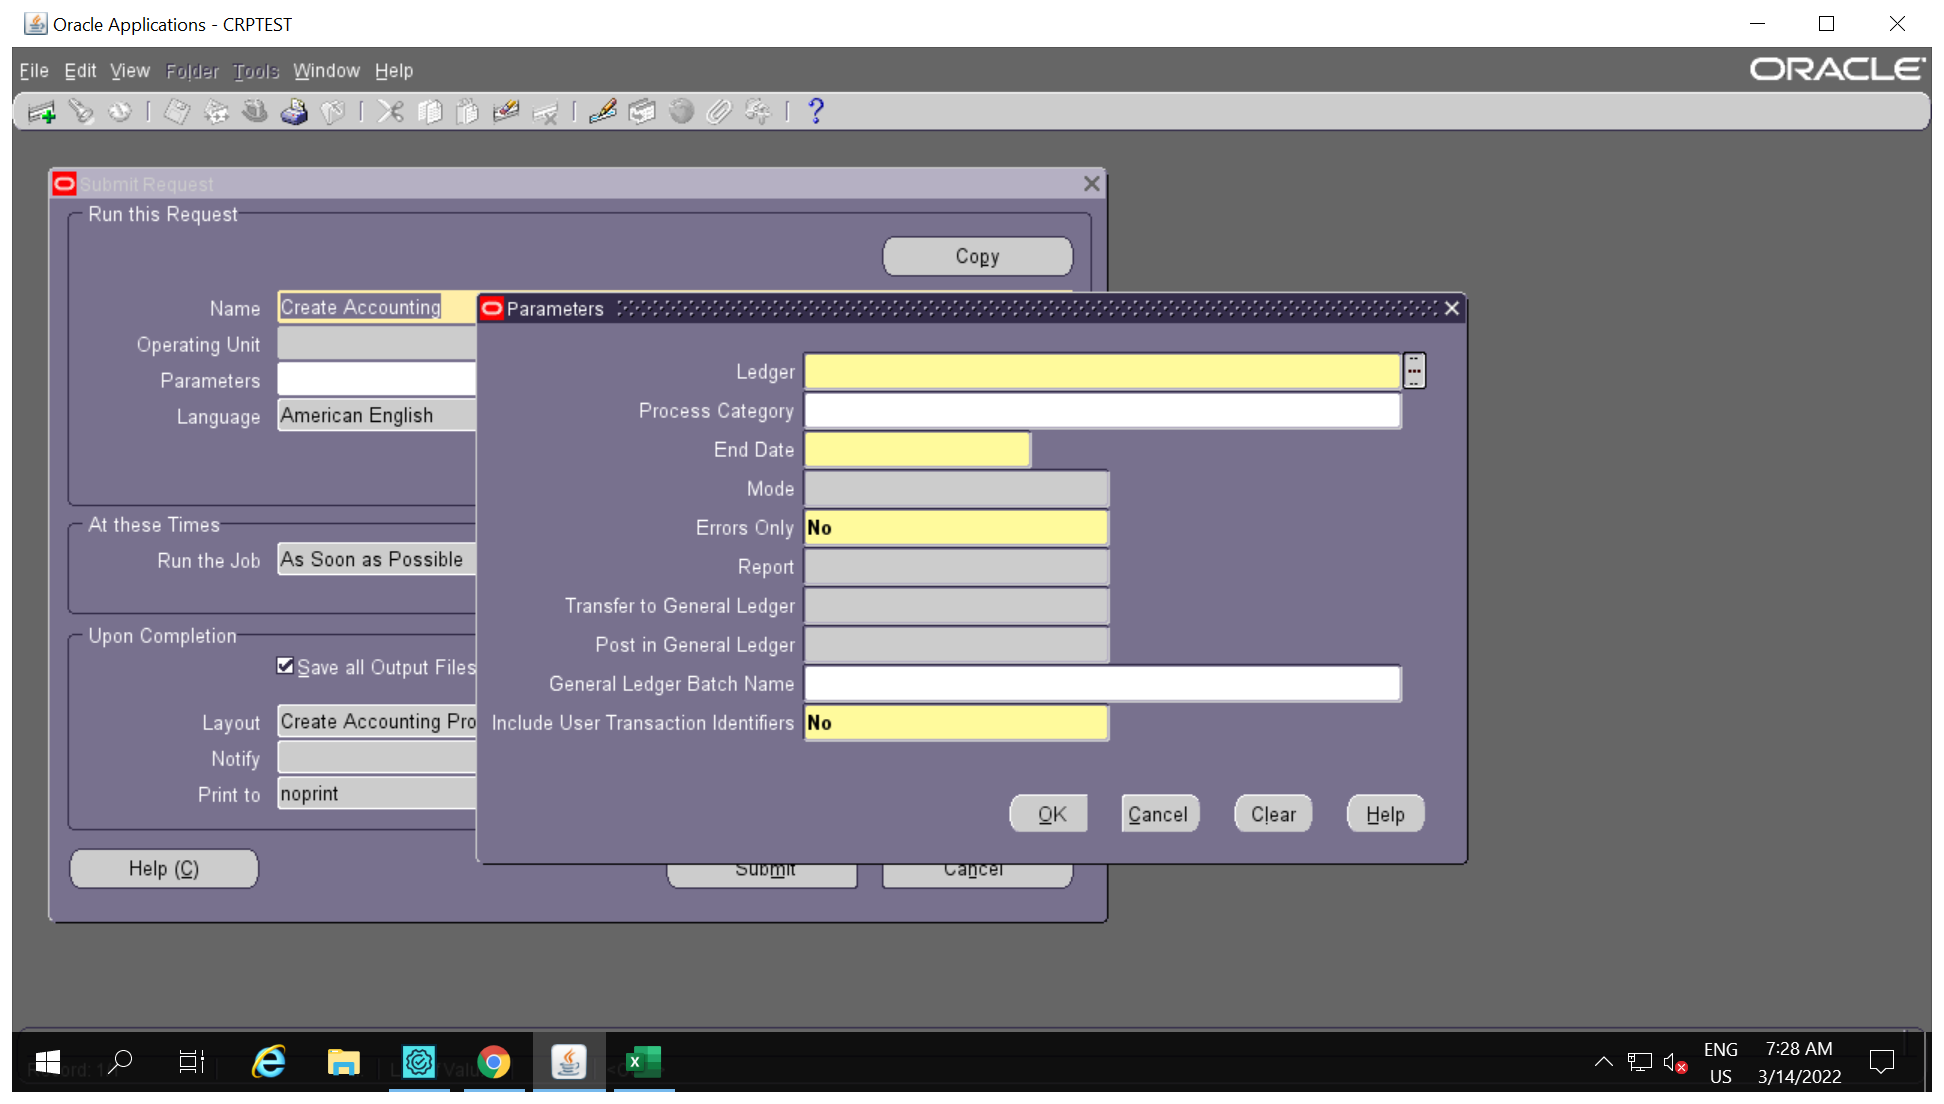 Oracle Applications - CRPTEST
File Edit View Folder Tools Window Help
ORACLE
Submit Request
Run this Request
Copy
Name Create Accounting
Operating Unit
Parameters
Language American English
At these Times
Run the Job As Soon as Possible
Upon Completion
Save all Output Files
Layout Create Accounting Pro
Notify
Print to noprint
Help (C)
Submit
Cancel
Parameters
Ledger
Process Category
End Date
Mode
Errors Only No
Report
Transfer to General Ledger
Post in General Ledger
General Ledger Batch Name
Include User Transaction Identifiers No
OK Cancel Clear Help
ENG 7:28 AM
US 3/14/2022